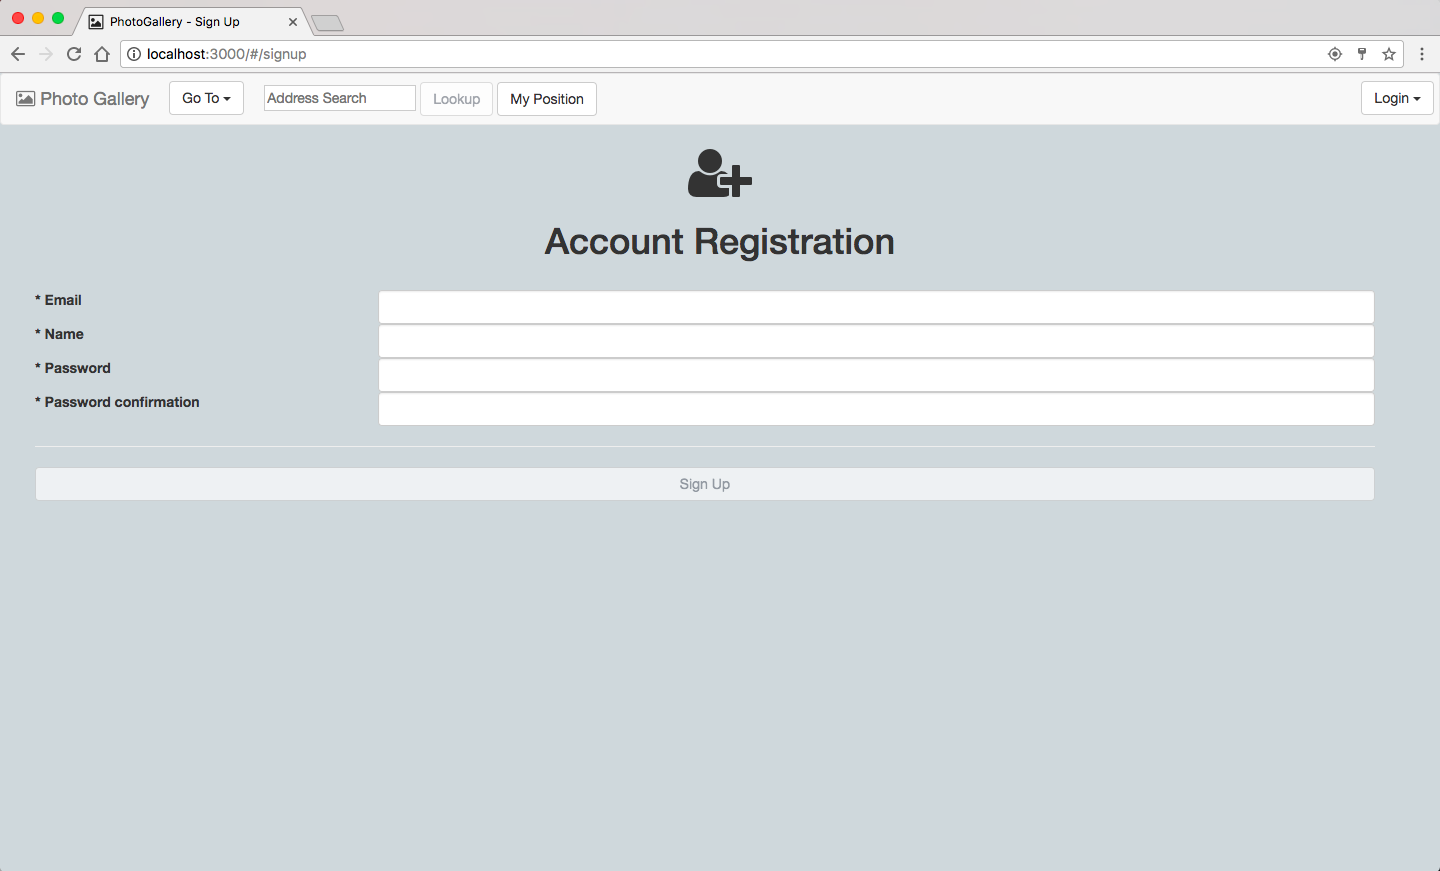 PhotoGallery - Sign Up
localhost:3000/#/signup
Photo Gallery Go To Address Search Lookup My Position Login
Account Registration
* Email
* Name
* Password
* Password confirmation
Sign Up